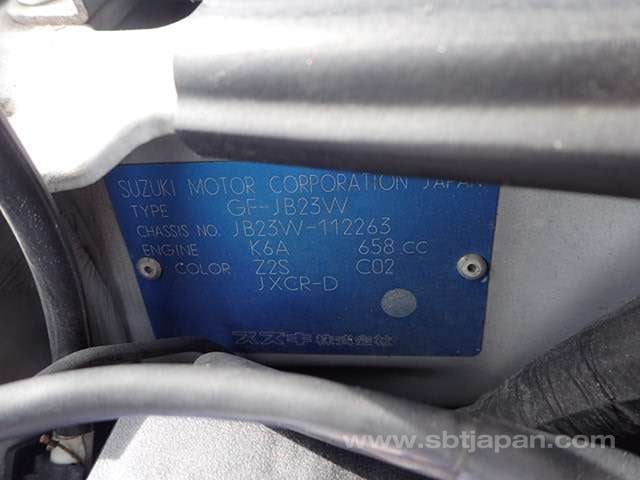 SUZUKI MOTOR CORPORATION JAPAN
TYPE GF-JB23W
CHASSIS NO. JB23W-112263
ENGINE K6A 658 cc
COLOR Z2S C02
JXCR-D
スズキ株式会社
www.sbtjapan.com